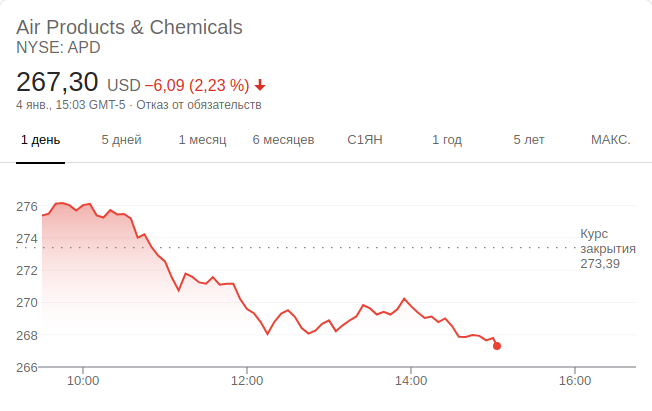 Air Products & Chemicals
NYSE: APD
267,30 USD −6,09 (2,23 %)
4 янв., 15:03 GMT-5 · Отказ от обязательств
1 день 5 дней 1 месяц 6 месяцев С1ЯН 1 год 5 лет МАКС.
276
274
272
270
268
266
Курс
закрытия
273,39
10:00 12:00 14:00 16:00